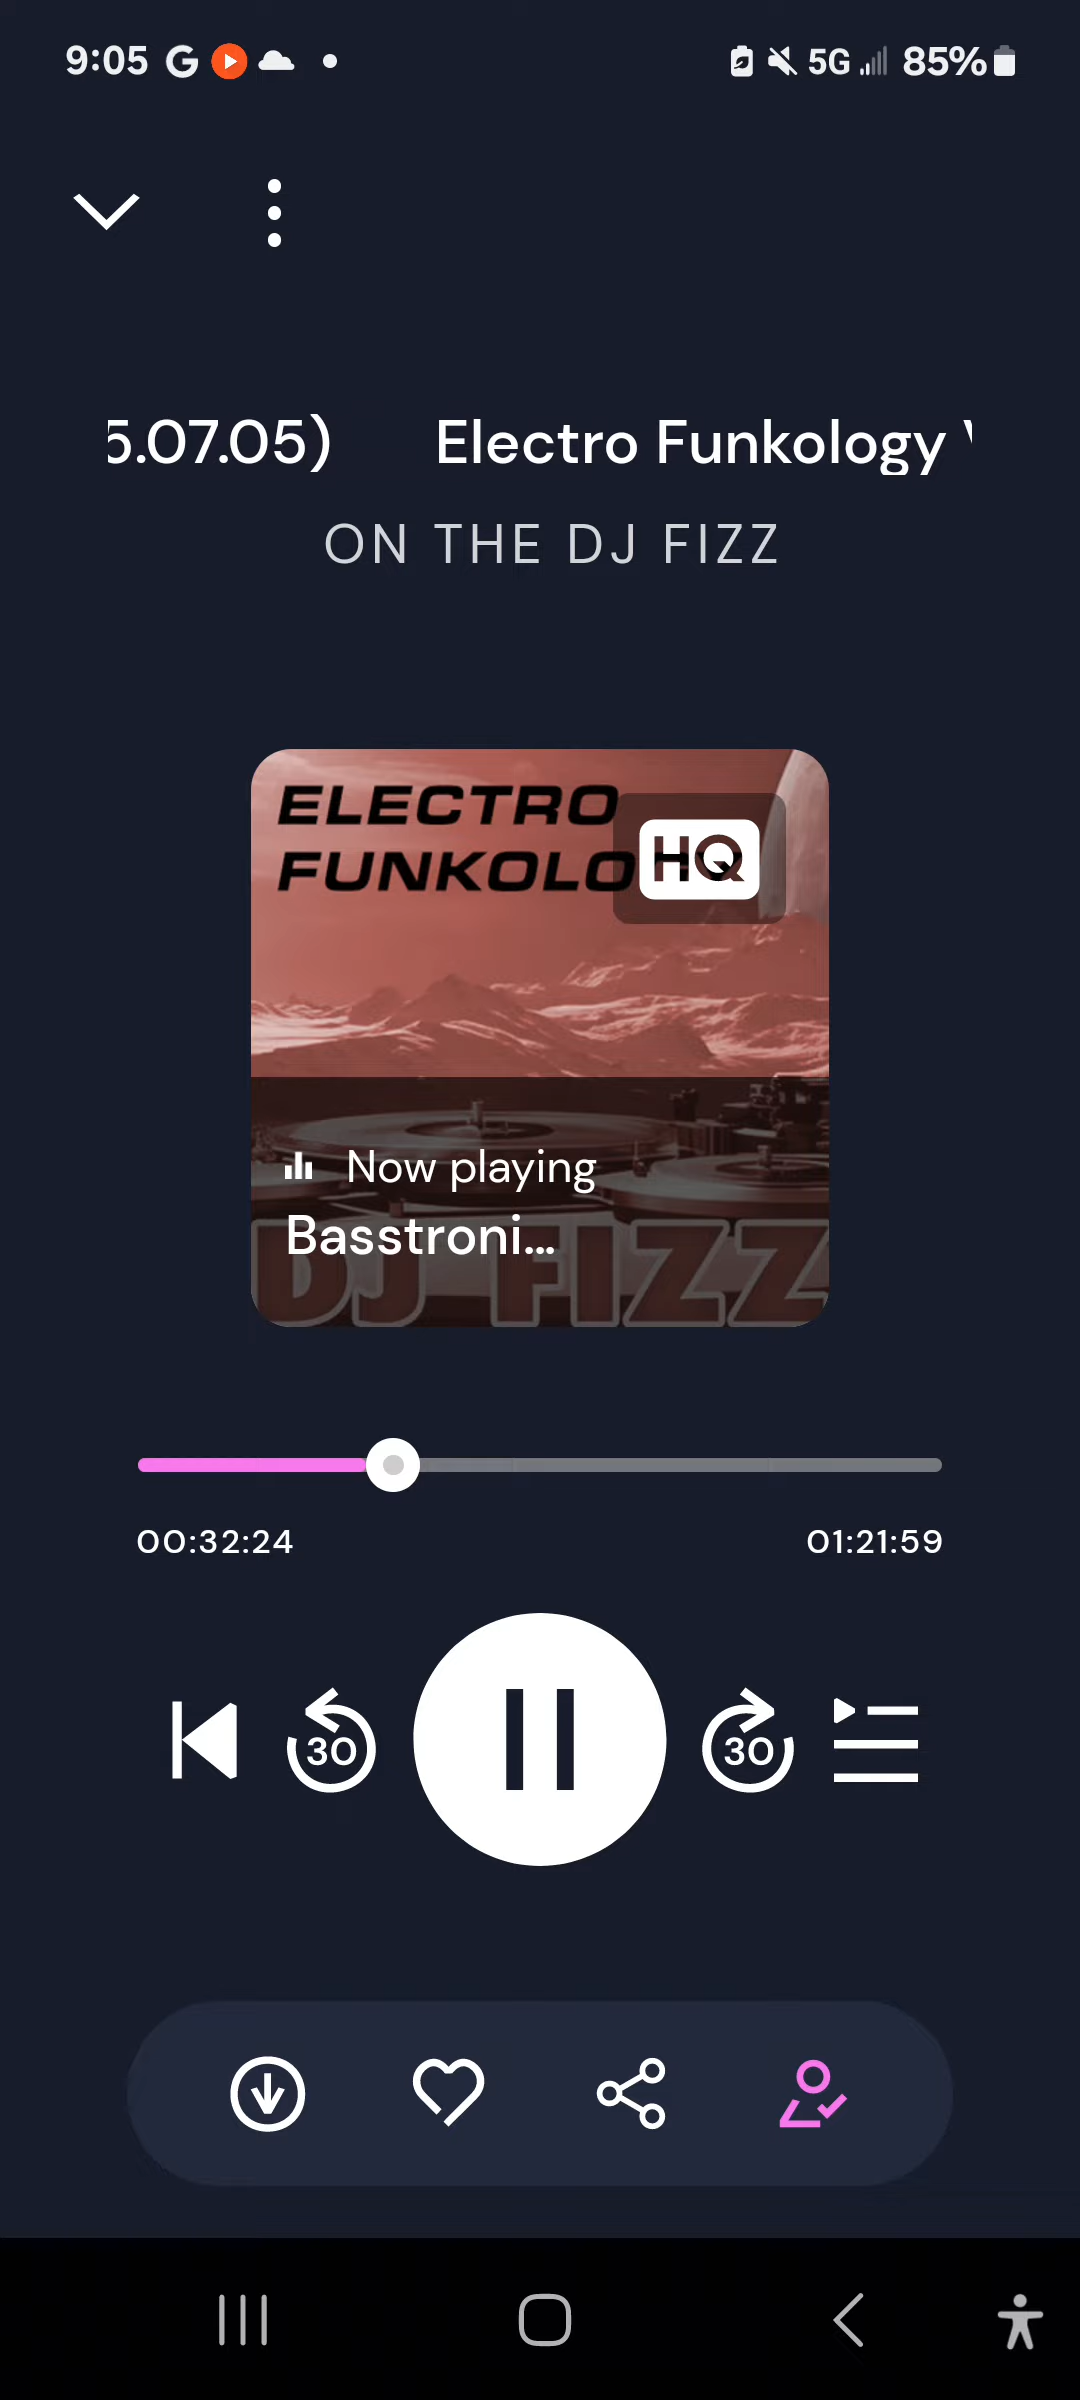 9:05
5G 85%
5.07.05) Electro Funkology
ON THE DJ FIZZ
ELECTRO
FUNKOLO
HQ
Now playing
Basstroni...
DJ FIZZ
00:32:24
01:21:59
30
30